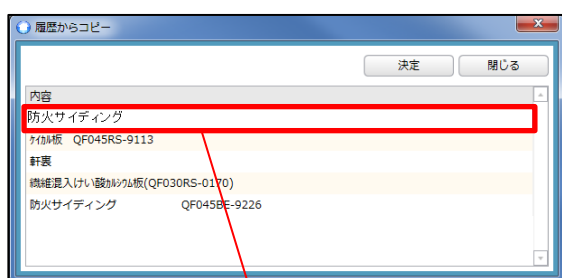 履歴からコピー
決定
閉じる
内容
防火サイディング
ｹｲｶﾙ板 QF045RS-9113
軒裏
繊維混入けい酸ｶﾙｼｳﾑ板(QF030RS-0170)
防火サイディング QF045BE-9226